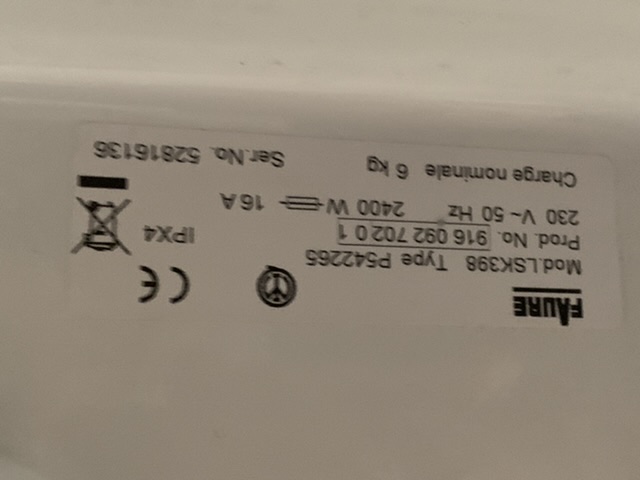 FAURE
Mod.LSK398 Type P542265
Prod. No. 916 092 702 0 1
230 V~ 50 Hz 2400 W 16 A
IPX4
Charge nominale 6 kg Ser.No. 52816136